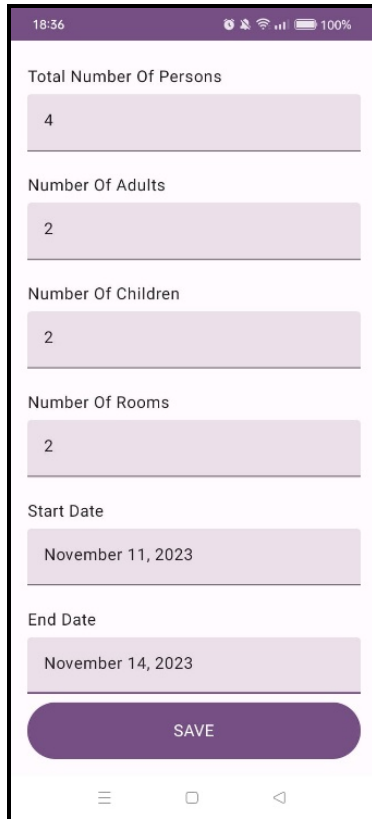 18:36 100%
Total Number Of Persons
4
Number Of Adults
2
Number Of Children
2
Number Of Rooms
2
Start Date
November 11, 2023
End Date
November 14, 2023
SAVE